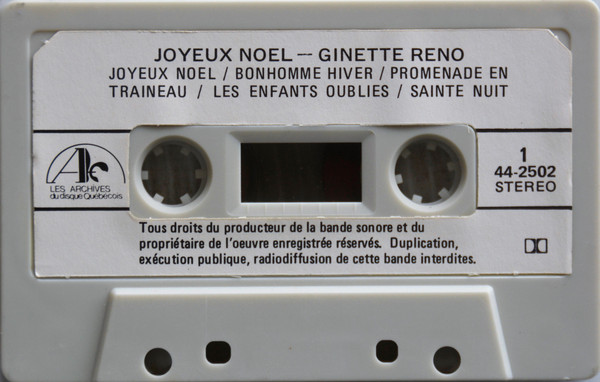 JOYEUX NOEL — GINETTE RENO
JOYEUX NOEL / BONHOMME HIVER / PROMENADE EN
TRAINEAU / LES ENFANTS OUBLIES / SAINTE NUIT
LES ARCHIVES
du disque Québecois
1
44-2502
STEREO
Tous droits du producteur de la bande sonore et du
propriétaire de l'oeuvre enregistrée réservés. Duplication,
exécution publique, radiodiffusion de cette bande interdites.